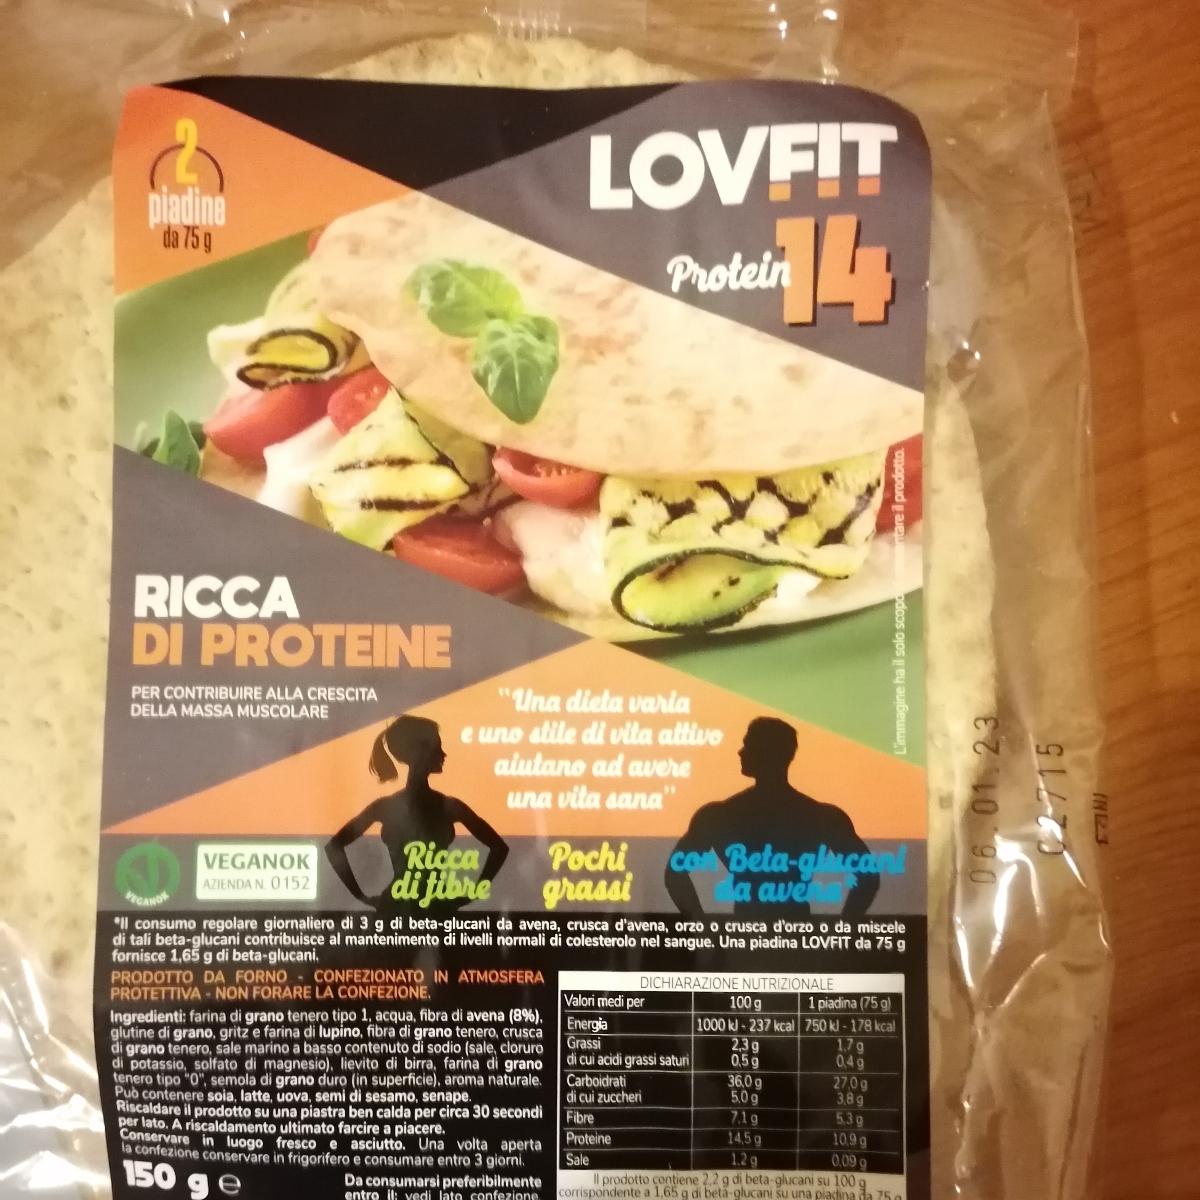 2
piadine
da 75 g
LOVFIT
Protein 14
L'immagine ha il solo scopo il prodotto.
RICCA
DI PROTEINE
PER CONTRIBUIRE ALLA CRESCITA
DELLA MASSA MUSCOLARE
"Una dieta varia
e uno stile di vita attivo
aiutano ad avere
una vita sana"
06.01.23
C2715
VEGANOK
VEGANOK
AZIENDA N. 0152
Ricca
di fibre
Pochi
grassi
con Beta-glucani
da avena*
*Il consumo regolare giornaliero di 3 g di beta-glucani da avena, crusca d'avena, orzo o crusca d'orzo o da miscele
di tali beta-glucani contribuisce al mantenimento di livelli normali di colesterolo nel sangue. Una piadina LOVFIT da 75 g
fornisce 1,65 g di beta-glucani.
PRODOTTO DA FORNO - CONFEZIONATO IN ATMOSFERA
PROTETTIVA - NON FORARE LA CONFEZIONE.
Ingredienti: farina di grano tenero tipo 1, acqua, fibra di avena (8%),
glutine di grano, gritz e farina di lupino, fibra di grano tenero, crusca
di grano tenero, sale marino a basso contenuto di sodio (sale, cloruro
di potassio, solfato di magnesio), lievito di birra, farina di grano
tenero tipo "0", semola di grano duro (in superficie), aroma naturale.
Può contenere soia, latte, uova, semi di sesamo, senape.
Riscaldare il prodotto su una piastra ben calda per circa 30 secondi
per lato. A riscaldamento ultimato farcire a piacere.
Conservare in luogo fresco e asciutto. Una volta aperta
la confezione conservare in frigorifero e consumare entro 3 giorni.
150 g e
Da consumarsi preferibilmente
entro il: vedi lato confezione.
DICHIARAZIONE NUTRIZIONALE
Valori medi per 100 g 1 piadina (75 g)
Energia 1000 kJ - 237 kcal 750 kJ - 178 kcal
Grassi 2,3 g 1,7 g
di cui acidi grassi saturi 0,5 g 0,4 g
Carboidrati 36,0 g 27,0 g
di cui zuccheri 5,0 g 3,8 g
Fibre 7,1 g 5,3 g
Proteine 14,5 g 10,9 g
Sale 1,2 g 0,09 g
Il prodotto contiene 2,2 g di beta-glucani su 100 g
corrispondente a 1,65 g di beta-glucani su una piadina da 75 g